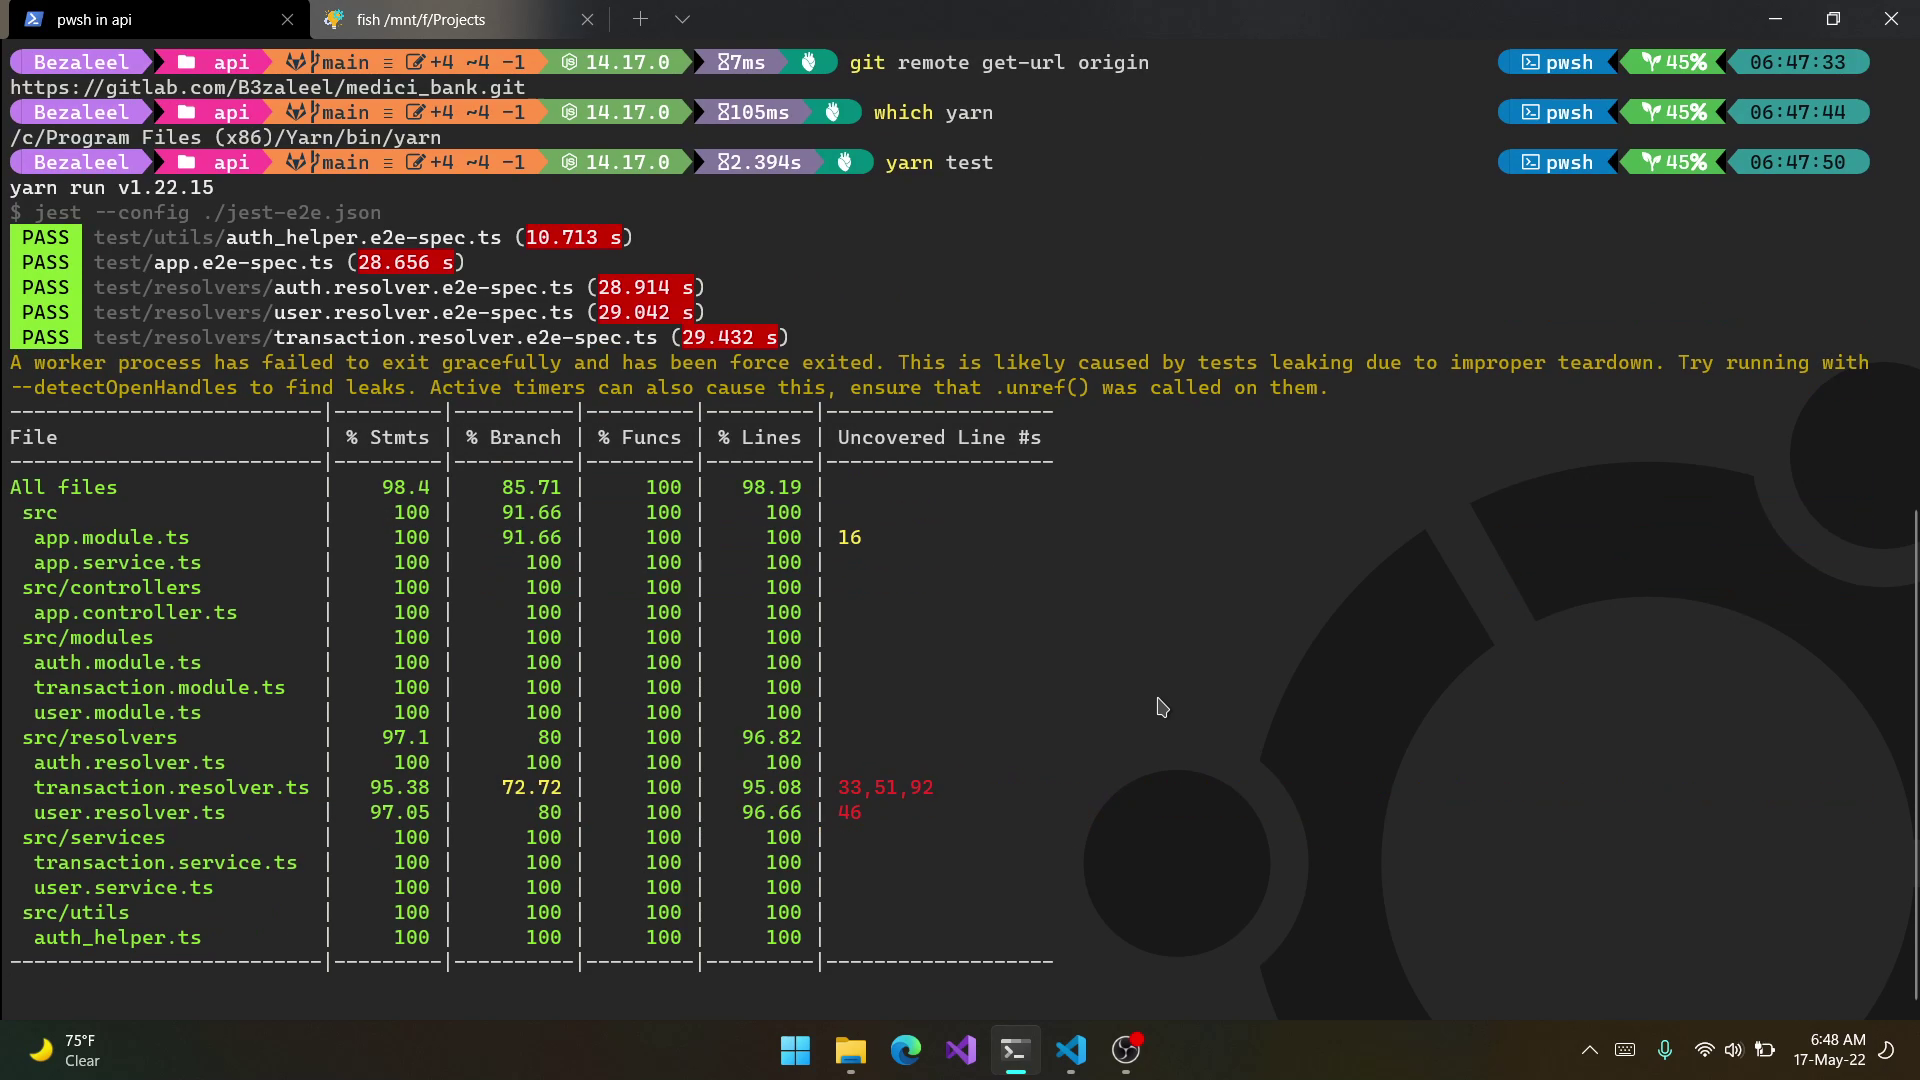 pwsh in api
fish /mnt/f/Projects
Bezaleel api main ≡ +4 ~4 -1 14.17.0 7ms git remote get-url origin pwsh 45% 06:47:33
https://gitlab.com/B3zaleel/medici_bank.git
Bezaleel api main ≡ +4 ~4 -1 14.17.0 105ms which yarn pwsh 45% 06:47:44
/c/Program Files (x86)/Yarn/bin/yarn
Bezaleel api main ≡ +4 ~4 -1 14.17.0 2.394s yarn test pwsh 45% 06:47:50
yarn run v1.22.15
$ jest --config ./jest-e2e.json
PASS test/utils/auth_helper.e2e-spec.ts (10.713 s)
PASS test/app.e2e-spec.ts (28.656 s)
PASS test/resolvers/auth.resolver.e2e-spec.ts (28.914 s)
PASS test/resolvers/user.resolver.e2e-spec.ts (29.042 s)
PASS test/resolvers/transaction.resolver.e2e-spec.ts (29.432 s)
A worker process has failed to exit gracefully and has been force exited. This is likely caused by tests leaking due to improper teardown. Try running with
--detectOpenHandles to find leaks. Active timers can also cause this, ensure that .unref() was called on them.
--------------------------|---------|----------|---------|---------|-------------------
File | % Stmts | % Branch | % Funcs | % Lines | Uncovered Line #s
--------------------------|---------|----------|---------|---------|-------------------
All files | 98.4 | 85.71 | 100 | 98.19 |
src | 100 | 91.66 | 100 | 100 |
app.module.ts | 100 | 91.66 | 100 | 100 | 16
app.service.ts | 100 | 100 | 100 | 100 |
src/controllers | 100 | 100 | 100 | 100 |
app.controller.ts | 100 | 100 | 100 | 100 |
src/modules | 100 | 100 | 100 | 100 |
auth.module.ts | 100 | 100 | 100 | 100 |
transaction.module.ts | 100 | 100 | 100 | 100 |
user.module.ts | 100 | 100 | 100 | 100 |
src/resolvers | 97.1 | 80 | 100 | 96.82 |
auth.resolver.ts | 100 | 100 | 100 | 100 |
transaction.resolver.ts | 95.38 | 72.72 | 100 | 95.08 | 33,51,92
user.resolver.ts | 97.05 | 80 | 100 | 96.66 | 46
src/services | 100 | 100 | 100 | 100 |
transaction.service.ts | 100 | 100 | 100 | 100 |
user.service.ts | 100 | 100 | 100 | 100 |
src/utils | 100 | 100 | 100 | 100 |
auth_helper.ts | 100 | 100 | 100 | 100 |
--------------------------|---------|----------|---------|---------|-------------------
75°F
Clear
6:48 AM
17-May-22